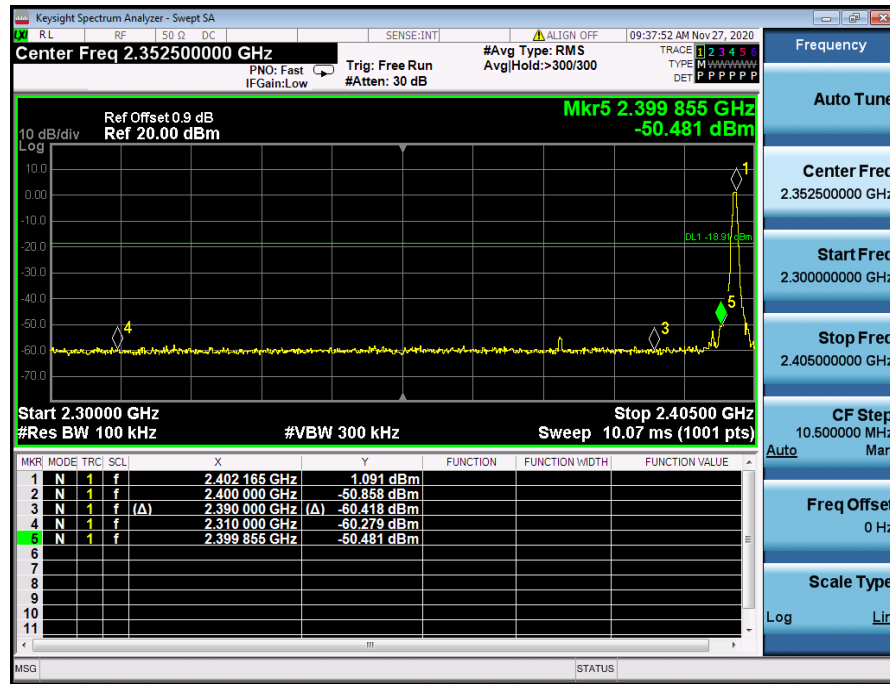 Keysight Spectrum Analyzer - Swept SA
LXI RL RF 50 Ω DC SENSE:INT ALIGN OFF 09:37:52 AM Nov 27, 2020
Center Freq 2.352500000 GHz
PNO: Fast
IFGain:Low
Trig: Free Run
#Atten: 30 dB
#Avg Type: RMS
Avg|Hold:>300/300
TRACE 1 2 3 4 5 6
TYPE M WWWWW
DET P P P P P P
Mkr5 2.399 855 GHz
-50.481 dBm
Ref Offset 0.9 dB
10 dB/div Ref 20.00 dBm
Log
10.0
0.00
-10.0
-20.0
-30.0
-40.0
-50.0
-60.0
-70.0
1
DL1 -18.91 dBm
5
4
3
Start 2.30000 GHz Stop 2.40500 GHz
#Res BW 100 kHz #VBW 300 kHz Sweep 10.07 ms (1001 pts)
MKR MODE TRC SCL X Y FUNCTION FUNCTION WIDTH FUNCTION VALUE
1 N 1 f 2.402 165 GHz 1.091 dBm
2 N 1 f 2.400 000 GHz -50.858 dBm
3 N 1 f (Δ) 2.390 000 GHz (Δ) -60.418 dBm
4 N 1 f 2.310 000 GHz -60.279 dBm
5 N 1 f 2.399 855 GHz -50.481 dBm
6
7
8
9
10
11
MSG STATUS
Frequency
Auto Tune
Center Freq
2.352500000 GHz
Start Freq
2.300000000 GHz
Stop Freq
2.405000000 GHz
CF Step
10.500000 MHz
Auto Man
Freq Offset
0 Hz
Scale Type
Log Lin